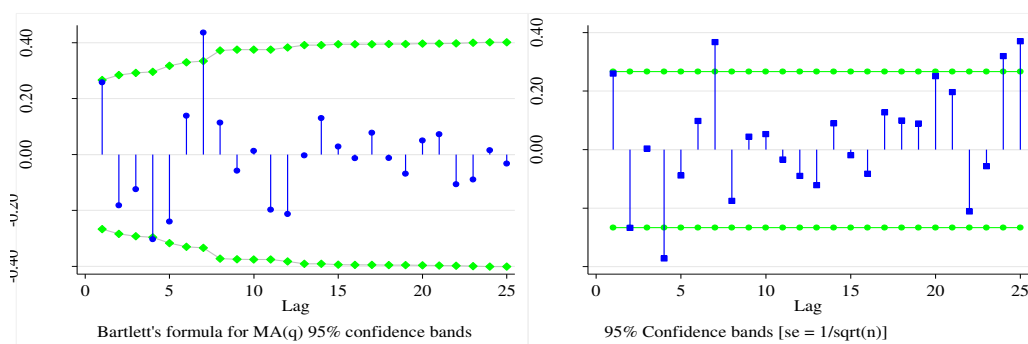 0.40
0.20
0.00
-0.20
-0.40
0 5 10 15 20 25
Lag
Bartlett's formula for MA(q) 95% confidence bands
0.40
0.20
0.00
0 5 10 15 20 25
Lag
95% Confidence bands [se = 1/sqrt(n)]